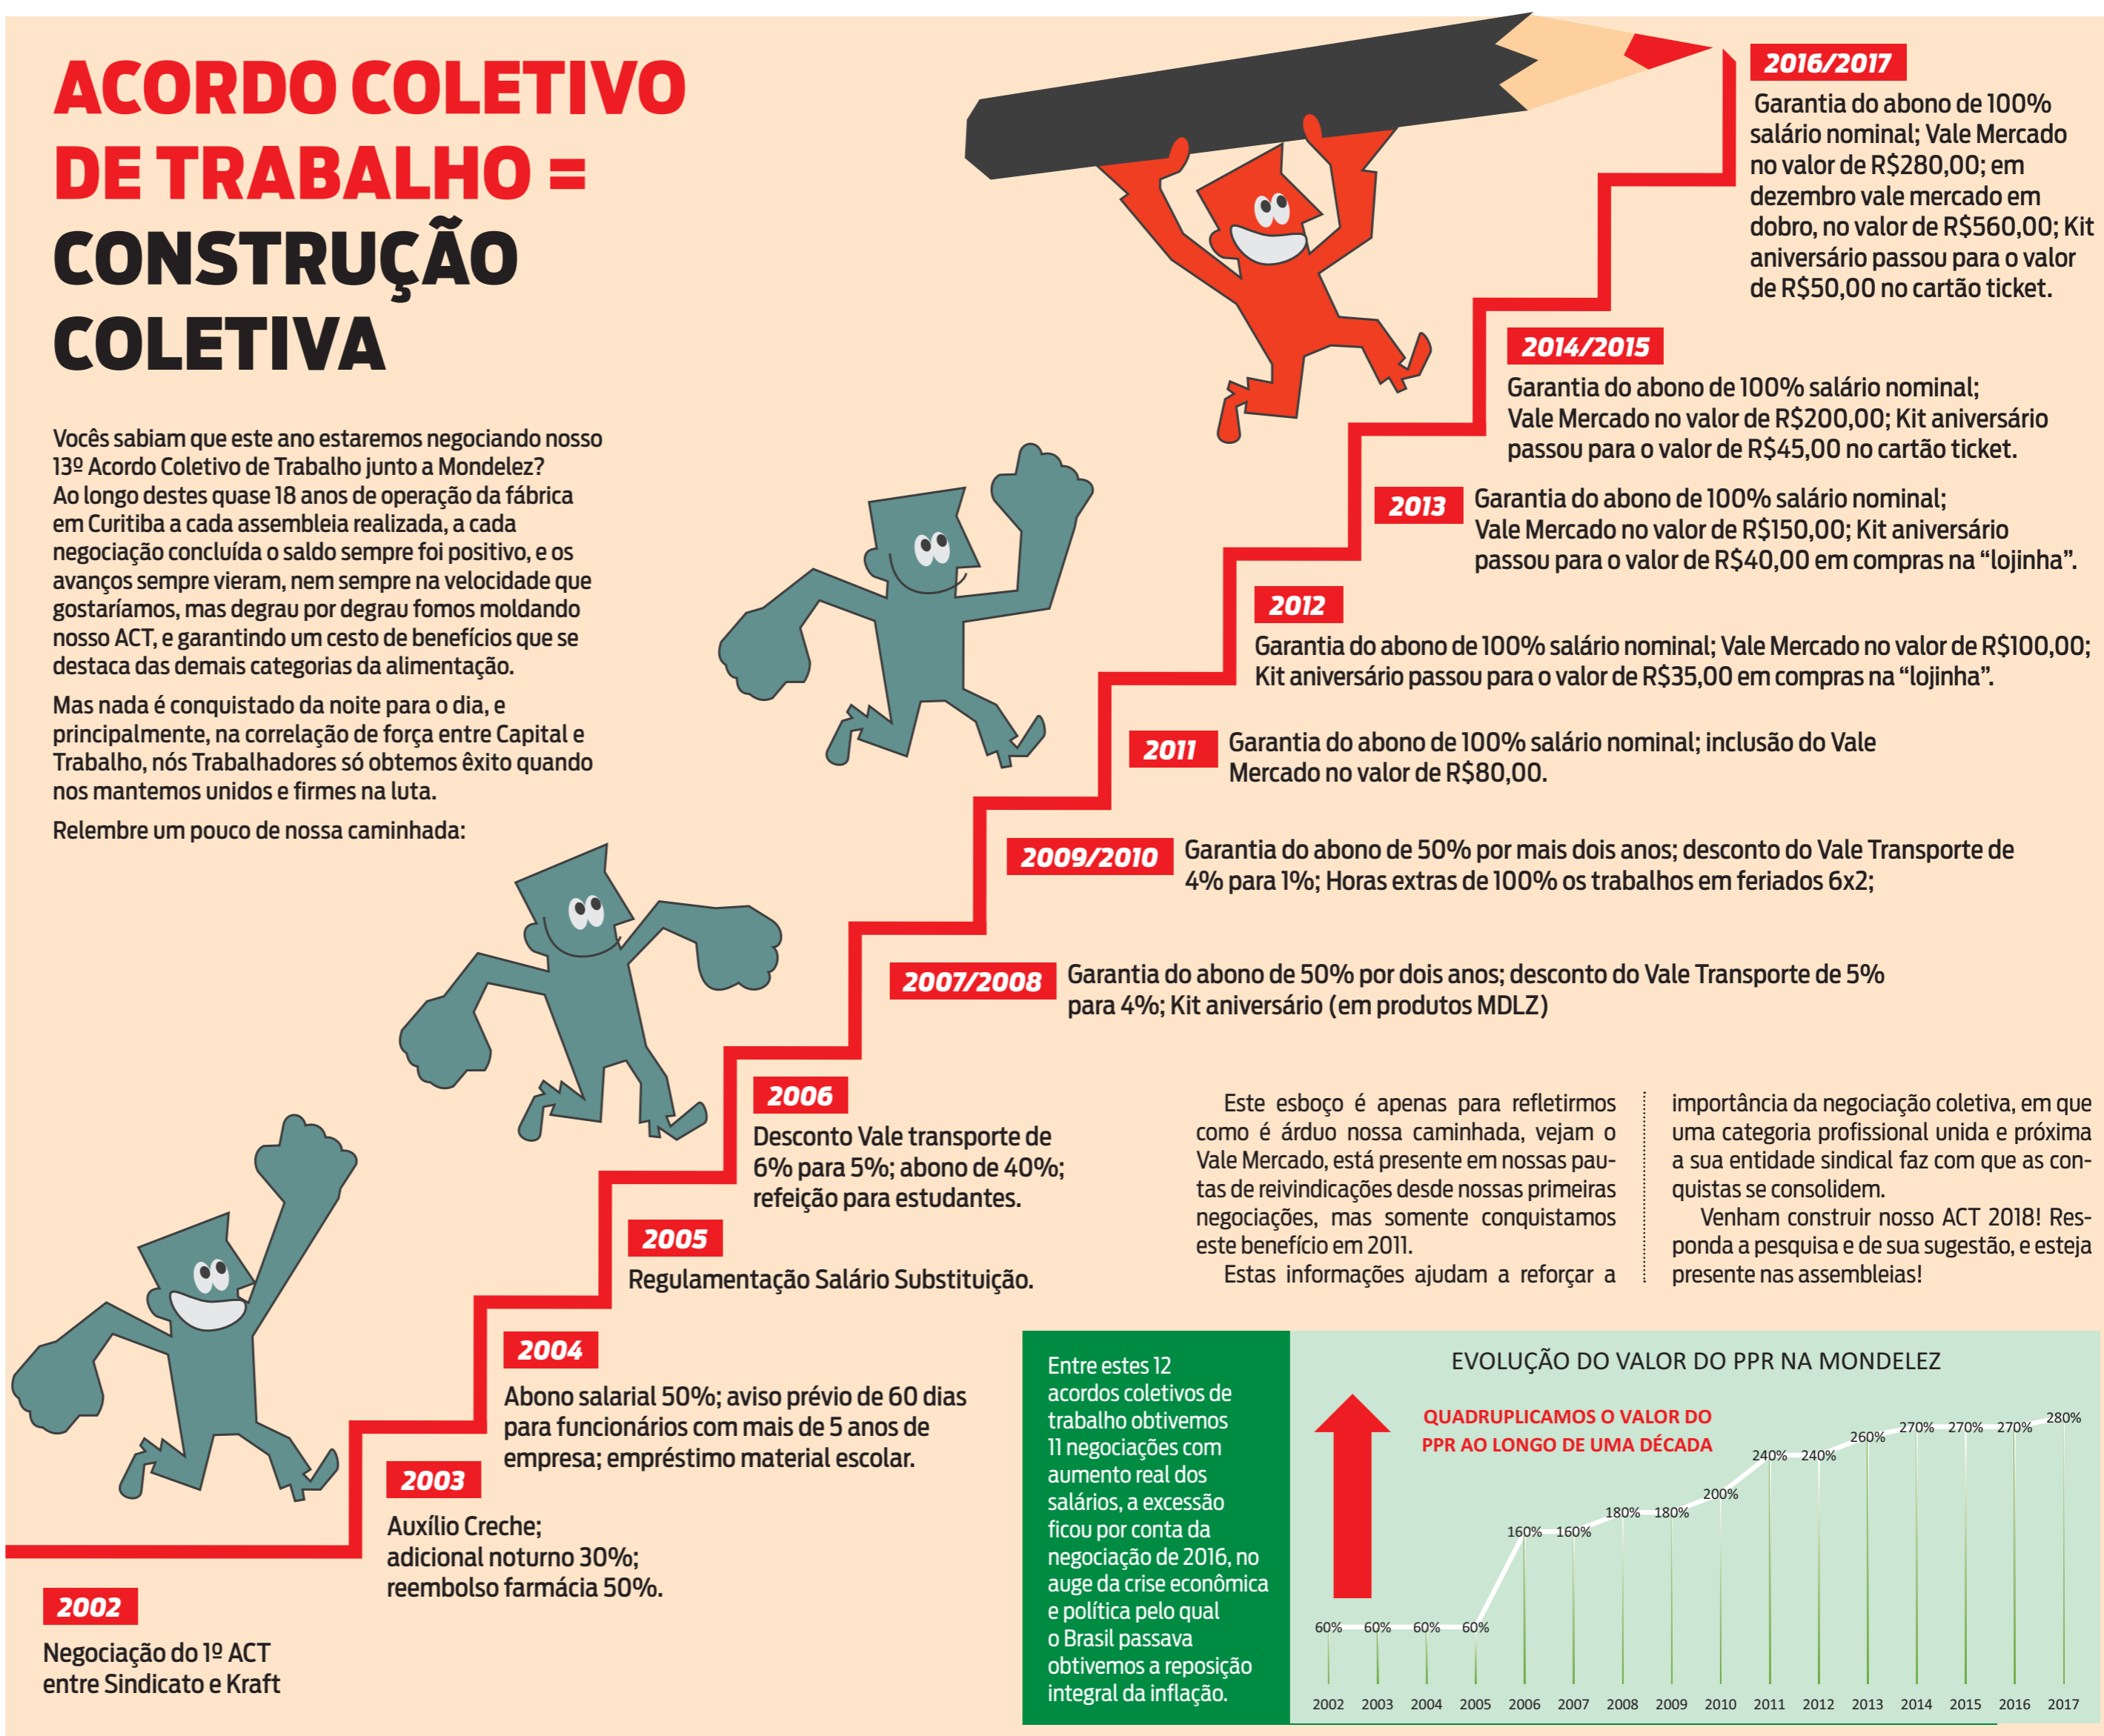 ACORDO COLETIVO
DE TRABALHO =
CONSTRUÇÃO
COLETIVA
Vocês sabiam que este ano estaremos negociando nosso
13º Acordo Coletivo de Trabalho junto a Mondelez?
Ao longo destes quase 18 anos de operação da fábrica
em Curitiba a cada assembleia realizada, a cada
negociação concluída o saldo sempre foi positivo, e os
avanços sempre vieram, nem sempre na velocidade que
gostaríamos, mas degrau por degrau fomos moldando
nosso ACT, e garantindo um cesto de benefícios que se
destaca das demais categorias da alimentação.
Mas nada é conquistado da noite para o dia, e
principalmente, na correlação de força entre Capital e
Trabalho, nós Trabalhadores só obtemos êxito quando
nos mantemos unidos e firmes na luta.
Relembre um pouco de nossa caminhada:
2002
Negociação do 1º ACT
entre Sindicato e Kraft
2003
Auxílio Creche;
adicional noturno 30%;
reembolso farmácia 50%.
2004
Abono salarial 50%; aviso prévio de 60 dias
para funcionários com mais de 5 anos de
empresa; empréstimo material escolar.
2005
Regulamentação Salário Substituição.
2006
Desconto Vale transporte de
6% para 5%; abono de 40%;
refeição para estudantes.
2007/2008
Garantia do abono de 50% por dois anos; desconto do Vale Transporte de 5%
para 4%; Kit aniversário (em produtos MDLZ)
2009/2010
Garantia do abono de 50% por mais dois anos; desconto do Vale Transporte de
4% para 1%; Horas extras de 100% os trabalhos em feriados 6x2;
2011
Garantia do abono de 100% salário nominal; inclusão do Vale
Mercado no valor de R$80,00.
2012
Garantia do abono de 100% salário nominal; Vale Mercado no valor de R$100,00;
Kit aniversário passou para o valor de R$35,00 em compras na “lojinha”.
2013
Garantia do abono de 100% salário nominal;
Vale Mercado no valor de R$150,00; Kit aniversário
passou para o valor de R$40,00 em compras na “lojinha”.
2014/2015
Garantia do abono de 100% salário nominal;
Vale Mercado no valor de R$200,00; Kit aniversário
passou para o valor de R$45,00 no cartão ticket.
2016/2017
Garantia do abono de 100%
salário nominal; Vale Mercado
no valor de R$280,00; em
dezembro vale mercado em
dobro, no valor de R$560,00; Kit
aniversário passou para o valor
de R$50,00 no cartão ticket.
Este esboço é apenas para refletirmos
como é árduo nossa caminhada, vejam o
Vale Mercado, está presente em nossas pau-
tas de reivindicações desde nossas primeiras
negociações, mas somente conquistamos
este benefício em 2011.
Estas informações ajudam a reforçar a
importância da negociação coletiva, em que
uma categoria profissional unida e próxima
a sua entidade sindical faz com que as con-
quistas se consolidem.
Venham construir nosso ACT 2018! Res-
ponda a pesquisa e de sua sugestão, e esteja
presente nas assembleias!
Entre estes 12
acordos coletivos de
trabalho obtivemos
11 negociações com
aumento real dos
salários, a excessão
ficou por conta da
negociação de 2016, no
auge da crise econômica
e política pelo qual
o Brasil passava
obtivemos a reposição
integral da inflação.
EVOLUÇÃO DO VALOR DO PPR NA MONDELEZ
QUADRUPLICAMOS O VALOR DO
PPR AO LONGO DE UMA DÉCADA
60% 60% 60% 60% 160% 160% 180% 180% 200% 240% 240% 260% 270% 270% 270% 280%
2002 2003 2004 2005 2006 2007 2008 2009 2010 2011 2012 2013 2014 2015 2016 2017